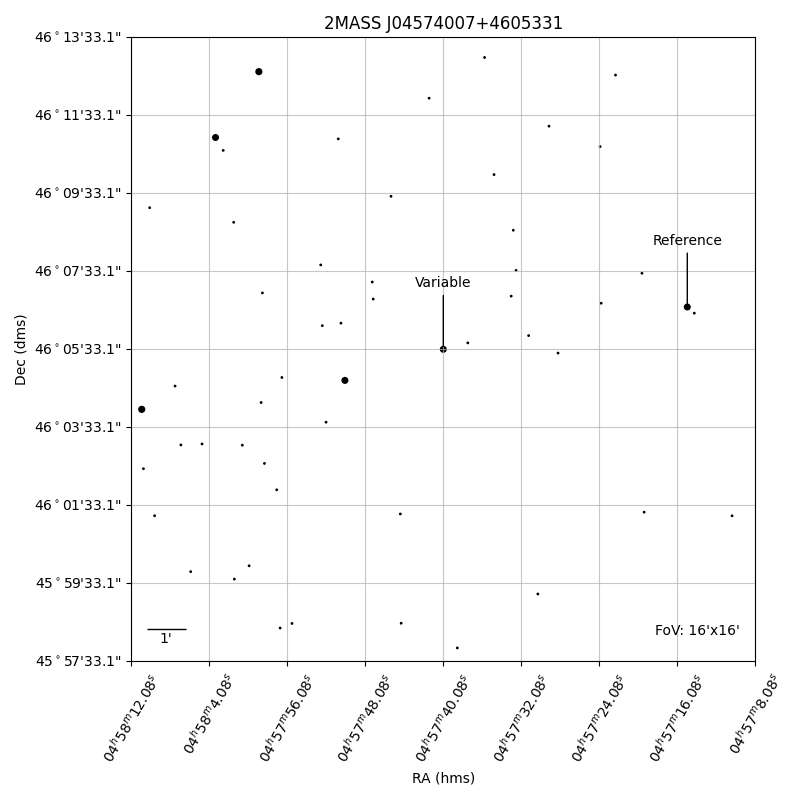 2MASS J04574007+4605331
46°13'33.1"
46°11'33.1"
46°09'33.1"
46°07'33.1"
46°05'33.1"
46°03'33.1"
46°01'33.1"
45°59'33.1"
45°57'33.1"
Dec (dms)
Reference
Variable
1'
FoV: 16'x16'
04ʰ58ᵐ12.08ˢ
04ʰ58ᵐ4.08ˢ
04ʰ57ᵐ56.08ˢ
04ʰ57ᵐ48.08ˢ
04ʰ57ᵐ40.08ˢ
04ʰ57ᵐ32.08ˢ
04ʰ57ᵐ24.08ˢ
04ʰ57ᵐ16.08ˢ
04ʰ57ᵐ8.08ˢ
RA (hms)